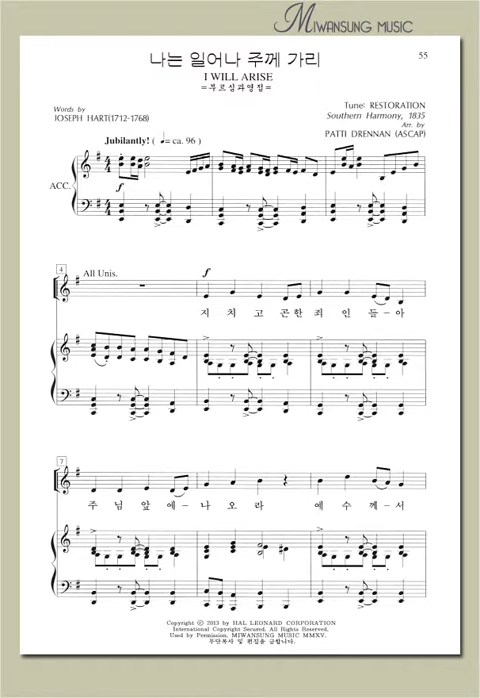 MIWANSUNG MUSIC
나는 일어나 주께 가리
55
I WILL ARISE
=부르심과영접=
Words by
JOSEPH HART(1712-1768)
Tune: RESTORATION
Southern Harmony, 1835
Arr. by
PATTI DRENNAN (ASCAP)
Jubilantly! (♩= ca. 96 )
ACC.
f
4
All Unis.
f
지 치 고 곤한 죄 인 들-아
7
주 님 앞 에-나 오 라 예 수 께-서
Copyright ⓒ 2013 by HAL LEONARD CORPORATION
International Copyright Secured. All Rights Reserved.
Used by Permission. MIWANSUNG MUSIC MMXV.
무단복사 및 편집을 금합니다.